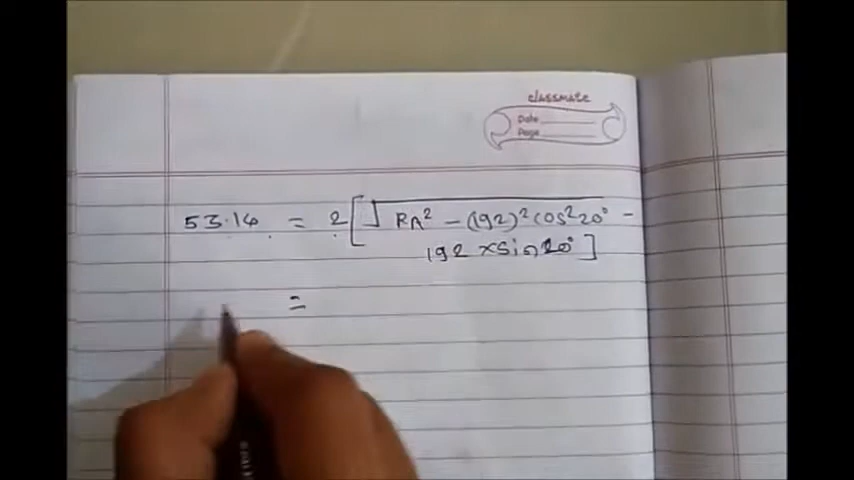 classmate
Date
Page
53.14 = 2 [ √ RA² - (192)² cos² 20° -
192 × Sin 20° ]
=